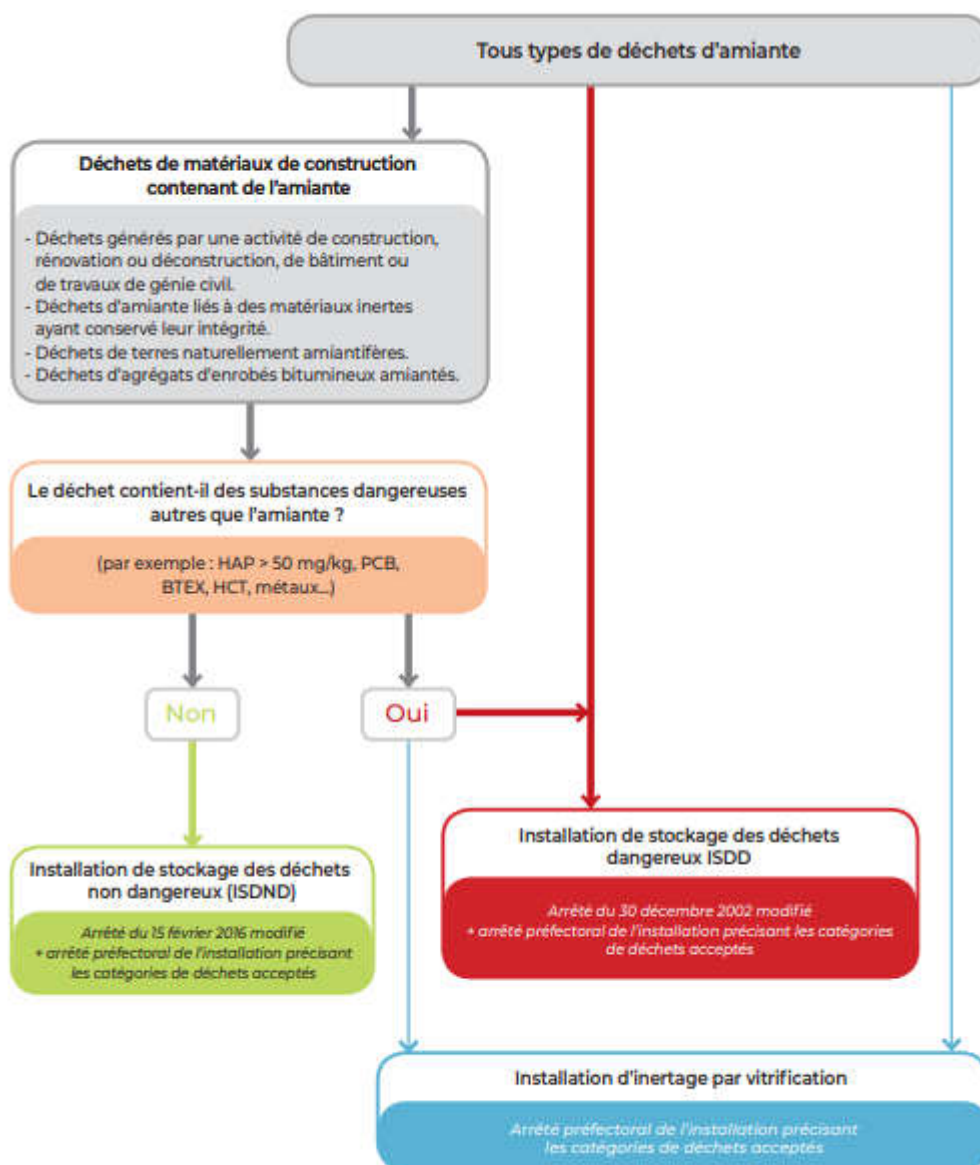 Tous types de déchets d'amiante
Déchets de matériaux de construction
contenant de l'amiante
- Déchets générés par une activité de construction,
rénovation ou déconstruction, de bâtiment ou
de travaux de génie civil.
- Déchets d'amiante liés à des matériaux inertes
ayant conservé leur intégrité.
- Déchets de terres naturellement amiantifères.
- Déchets d'agrégats d'enrobés bitumineux amiantés.
Le déchet contient-il des substances dangereuses
autres que l'amiante ?
(par exemple : HAP > 50 mg/kg, PCB,
BTEX, HCT, métaux...)
Non
Oui
Installation de stockage des déchets
non dangereux (ISDND)
Arrêté du 15 février 2016 modifié
+ arrêté préfectoral de l'installation précisant
les catégories de déchets acceptés
Installation de stockage des déchets
dangereux ISDD
Arrêté du 30 décembre 2002 modifié
+ arrêté préfectoral de l'installation précisant les catégories
de déchets acceptés
Installation d'inertage par vitrification
Arrêté préfectoral de l'installation précisant
les catégories de déchets acceptés